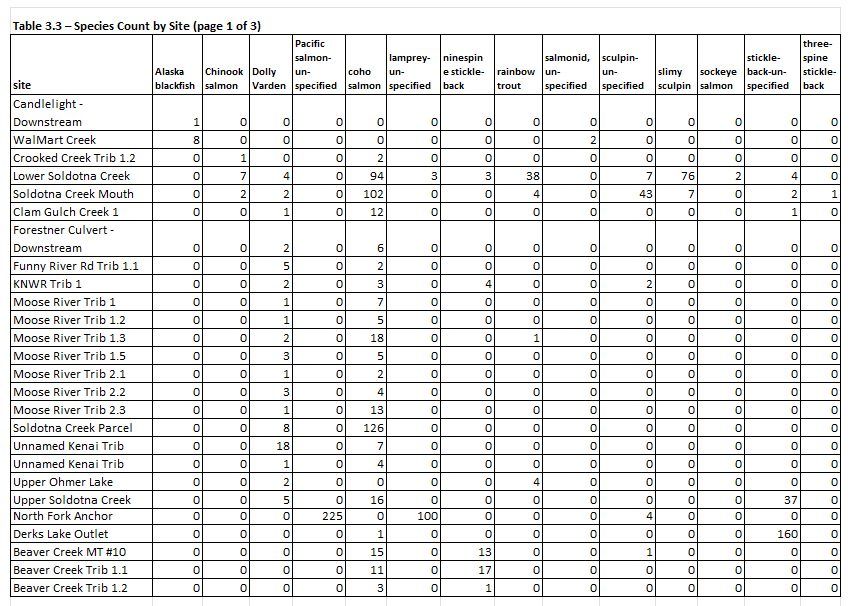 Table 3.3 – Species Count by Site (page 1 of 3)
site | Alaska blackfish | Chinook salmon | Dolly Varden | Pacific salmon-un-specified | coho salmon | lamprey-un-specified | ninespin e stickle-back | rainbow trout | salmonid, un-specified | sculpin-un-specified | slimy sculpin | sockeye salmon | stickle-back-un-specified | three-spine stickle-back
Candlelight - Downstream 1 0 0 0 0 0 0 0 0 0 0 0 0 0
WalMart Creek 8 0 0 0 0 0 0 0 2 0 0 0 0 0
Crooked Creek Trib 1.2 0 1 0 0 2 0 0 0 0 0 0 0 0 0
Lower Soldotna Creek 0 7 4 0 94 3 3 38 0 7 76 2 4 0
Soldotna Creek Mouth 0 2 2 0 102 0 0 4 0 43 7 0 2 1
Clam Gulch Creek 1 0 0 1 0 12 0 0 0 0 0 0 0 1 0
Forestner Culvert - Downstream 0 0 2 0 6 0 0 0 0 0 0 0 0 0
Funny River Rd Trib 1.1 0 0 5 0 2 0 0 0 0 0 0 0 0 0
KNWR Trib 1 0 0 2 0 3 0 4 0 0 2 0 0 0 0
Moose River Trib 1 0 0 1 0 7 0 0 0 0 0 0 0 0 0
Moose River Trib 1.2 0 0 1 0 5 0 0 0 0 0 0 0 0 0
Moose River Trib 1.3 0 0 2 0 18 0 0 1 0 0 0 0 0 0
Moose River Trib 1.5 0 0 3 0 5 0 0 0 0 0 0 0 0 0
Moose River Trib 2.1 0 0 1 0 2 0 0 0 0 0 0 0 0 0
Moose River Trib 2.2 0 0 3 0 4 0 0 0 0 0 0 0 0 0
Moose River Trib 2.3 0 0 1 0 13 0 0 0 0 0 0 0 0 0
Soldotna Creek Parcel 0 0 8 0 126 0 0 0 0 0 0 0 0 0
Unnamed Kenai Trib 0 0 18 0 7 0 0 0 0 0 0 0 0 0
Unnamed Kenai Trib 0 0 1 0 4 0 0 0 0 0 0 0 0 0
Upper Ohmer Lake 0 0 2 0 0 0 0 4 0 0 0 0 0 0
Upper Soldotna Creek 0 0 5 0 16 0 0 0 0 0 0 0 37 0
North Fork Anchor 0 0 0 225 0 100 0 0 0 4 0 0 0 0
Derks Lake Outlet 0 0 0 0 1 0 0 0 0 0 0 0 160 0
Beaver Creek MT #10 0 0 0 0 15 0 13 0 0 1 0 0 0 0
Beaver Creek Trib 1.1 0 0 0 0 11 0 17 0 0 0 0 0 0 0
Beaver Creek Trib 1.2 0 0 0 0 3 0 1 0 0 0 0 0 0 0